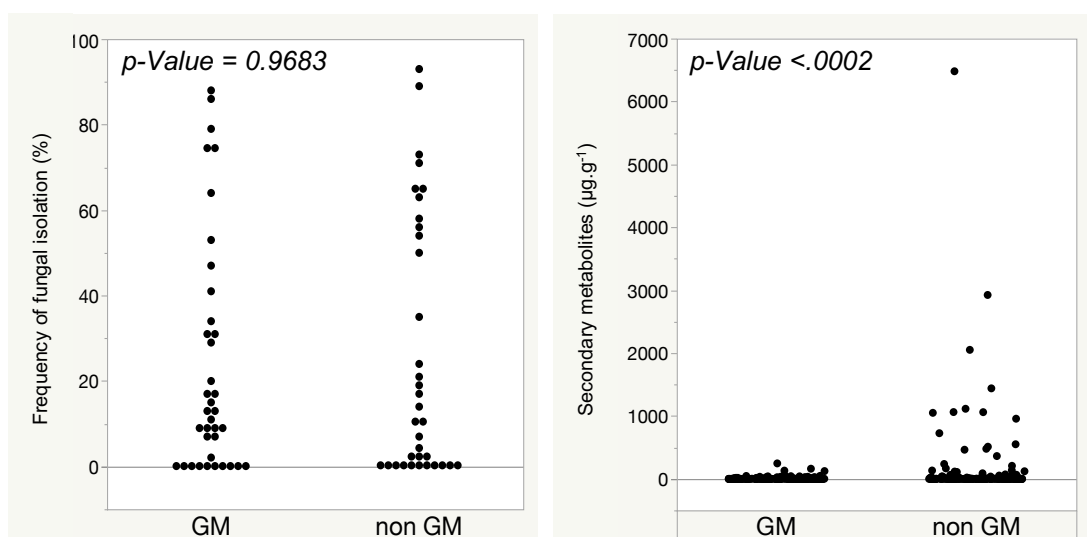 p-Value = 0.9683
Frequency of fungal isolation (%)
100
80
60
40
20
0
GM
non GM
p-Value <.0002
Secondary metabolites (µg.g-1)
7000
6000
5000
4000
3000
2000
1000
0
GM
non GM